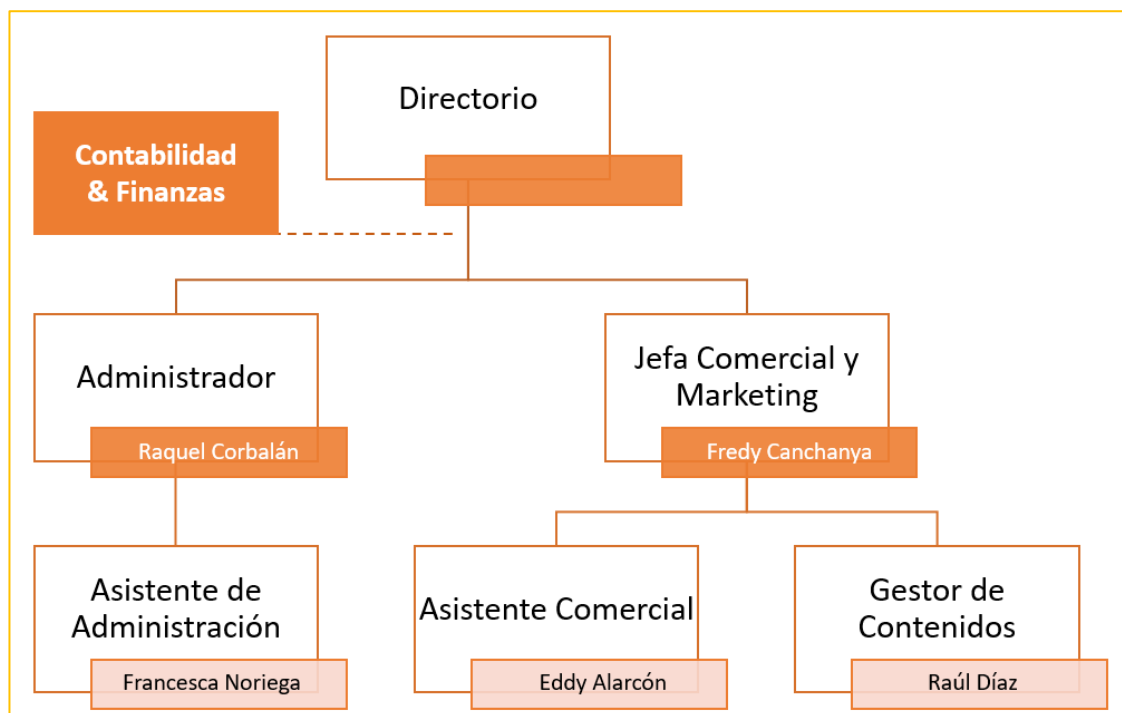 Directorio
Contabilidad
& Finanzas
Administrador
Raquel Corbalán
Jefa Comercial y
Marketing
Fredy Canchanya
Asistente de
Administración
Francesca Noriega
Asistente Comercial
Eddy Alarcón
Gestor de
Contenidos
Raúl Díaz